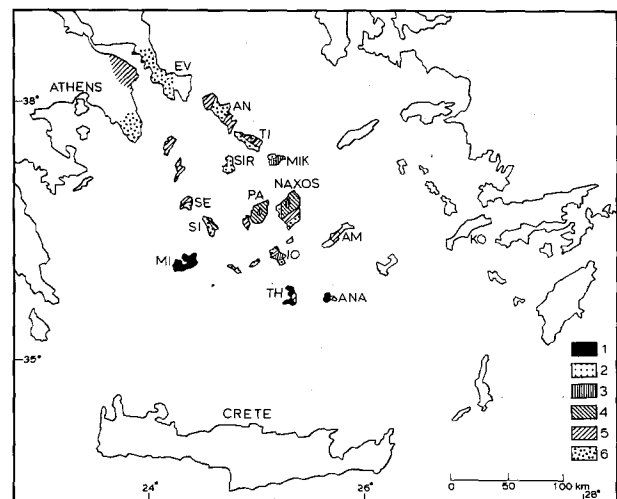 EV
ATHENS
38°
AN
TI
SIR
MIK
NAXOS
PA
SE
SI
AM
KO
MI
IO
TH
ANA
35°
1
2
3
4
5
6
CRETE
0 50 100 km
24°
26°
28°